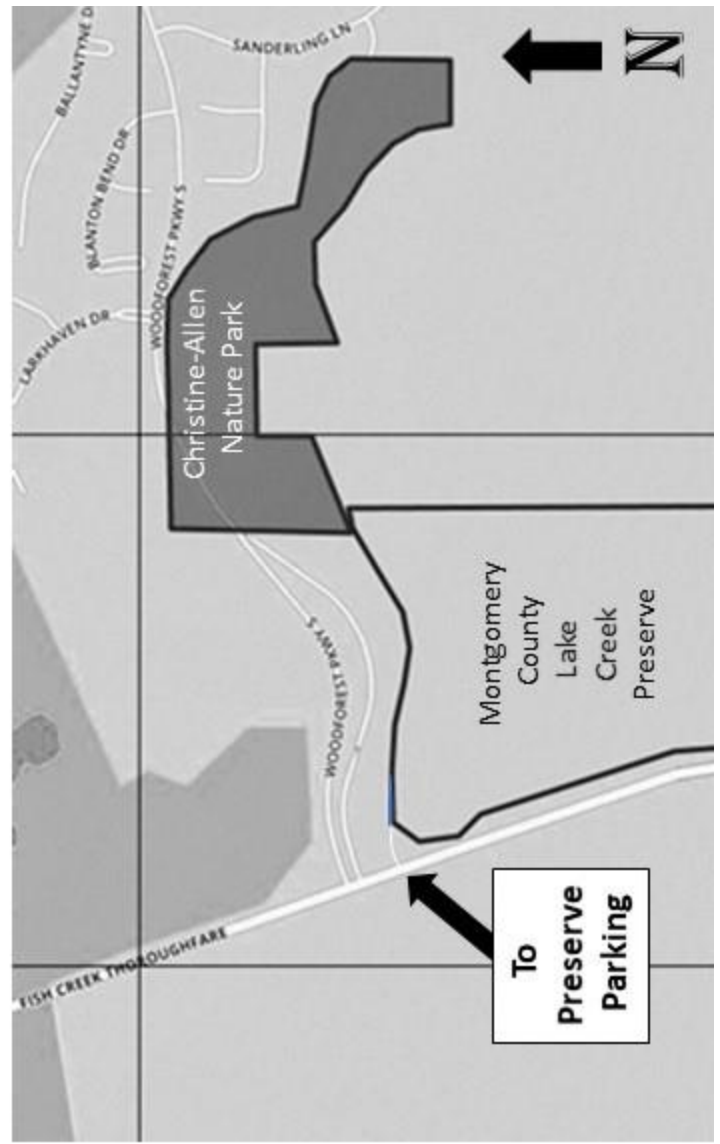 BALLANTYNE D
SANDERLING LN
BLANTON BEND DR
LARKHAVEN DR
WOODFOREST PKWY S
Christine-Allen
Nature Park
N
WOODFOREST PKWY S
FISH CREEK THOROUGHFARE
Montgomery
County
Lake
Creek
Preserve
To
Preserve
Parking